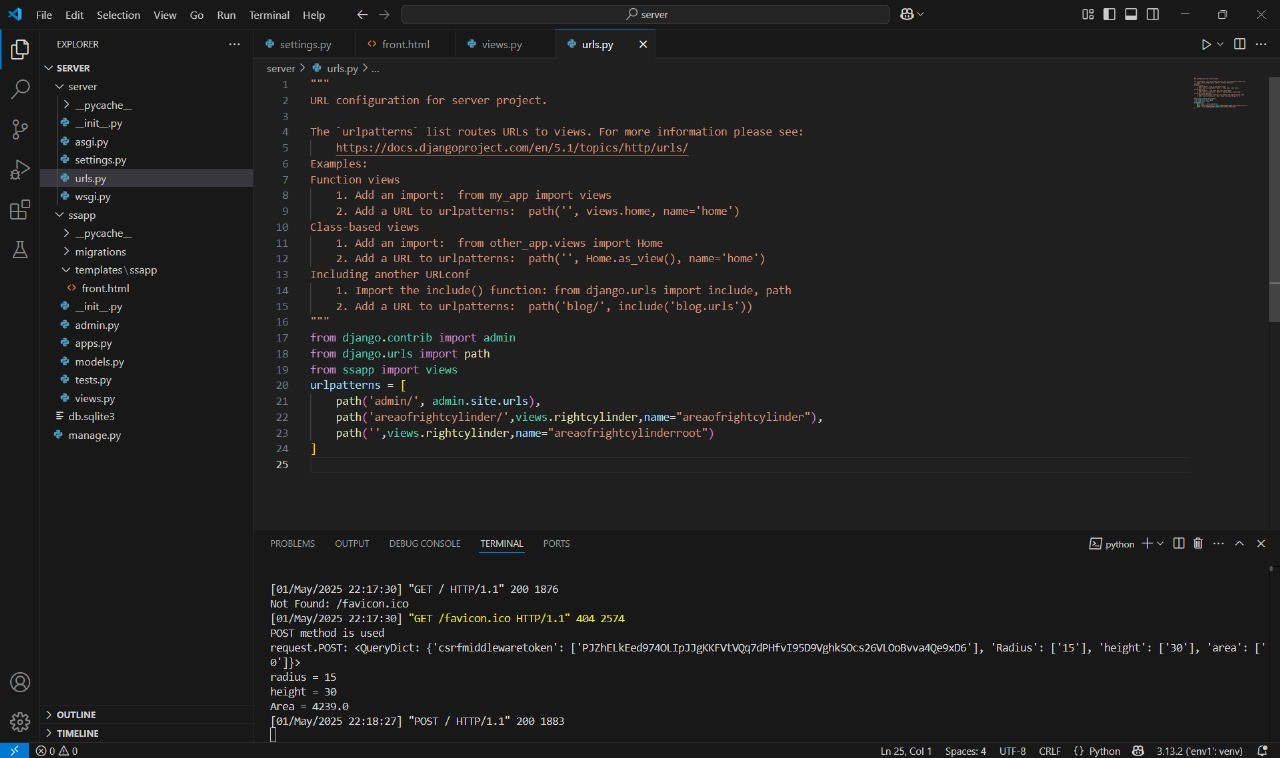 File Edit Selection View Go Run Terminal Help
server
EXPLORER
SERVER
server
__pycache__
__init__.py
asgi.py
settings.py
urls.py
wsgi.py
ssapp
__pycache__
migrations
templates\ssapp
front.html
__init__.py
admin.py
apps.py
models.py
tests.py
views.py
db.sqlite3
manage.py
OUTLINE
TIMELINE
settings.py front.html views.py urls.py
server > urls.py > ...
1 """
2 URL configuration for server project.
3
4 The `urlpatterns` list routes URLs to views. For more information please see:
5 https://docs.djangoproject.com/en/5.1/topics/http/urls/
6 Examples:
7 Function views
8 1. Add an import:  from my_app import views
9 2. Add a URL to urlpatterns:  path('', views.home, name='home')
10 Class-based views
11 1. Add an import:  from other_app.views import Home
12 2. Add a URL to urlpatterns:  path('', Home.as_view(), name='home')
13 Including another URLconf
14 1. Import the include() function: from django.urls import include, path
15 2. Add a URL to urlpatterns:  path('blog/', include('blog.urls'))
16 """
17 from django.contrib import admin
18 from django.urls import path
19 from ssapp import views
20 urlpatterns = [
21 path('admin/', admin.site.urls),
22 path('areaofrightcylinder/',views.rightcylinder,name="areaofrightcylinder"),
23 path('',views.rightcylinder,name="areaofrightcylinderroot")
24 ]
25
PROBLEMS OUTPUT DEBUG CONSOLE TERMINAL PORTS
python
[01/May/2025 22:17:30] "GET / HTTP/1.1" 200 1876
Not Found: /favicon.ico
[01/May/2025 22:17:30] "GET /favicon.ico HTTP/1.1" 404 2574
POST method is used
request.POST: <QueryDict: {'csrfmiddlewaretoken': ['PJZhELkEed974OLIpJJgKKFVtVQq7dPHfvI95D9VghkSOcs26VLOoBvva4Qe9xD6'], 'Radius': ['15'], 'height': ['30'], 'area': ['
0']}>
radius = 15
height = 30
Area = 4239.0
[01/May/2025 22:18:27] "POST / HTTP/1.1" 200 1883
0 0 Ln 25, Col 1 Spaces: 4 UTF-8 CRLF {} Python 3.13.2 ('env1': venv)